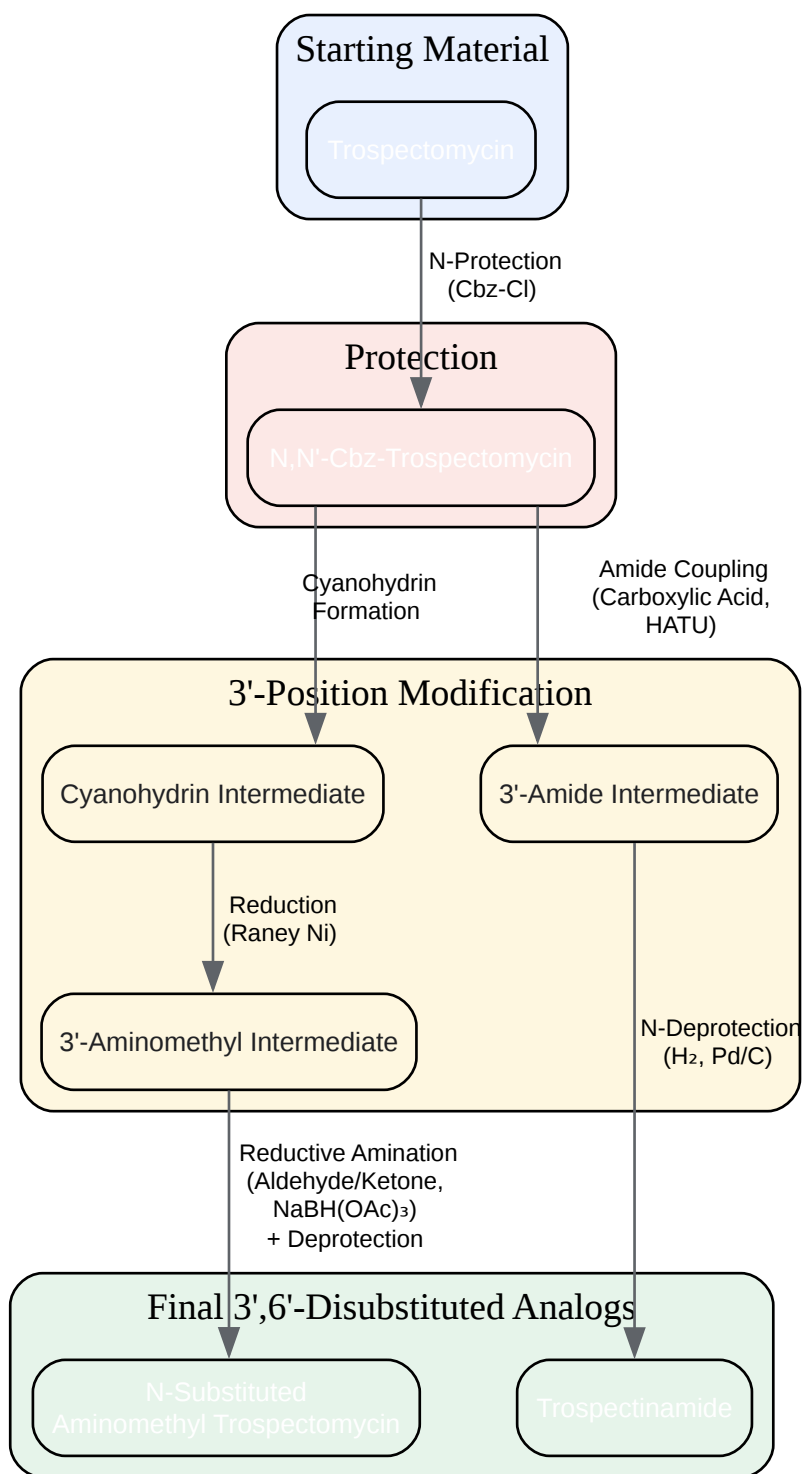 Starting Material
Trospectomycin
N-Protection
(Cbz-Cl)
Protection
N,N'-Cbz-Trospectomycin
Cyanohydrin
Formation
Amide Coupling
(Carboxylic Acid,
HATU)
3'-Position Modification
Cyanohydrin Intermediate
3'-Amide Intermediate
Reduction
(Raney Ni)
3'-Aminomethyl Intermediate
N-Deprotection
(H₂, Pd/C)
Reductive Amination
(Aldehyde/Ketone,
NaBH(OAc)₃)
+ Deprotection
Final 3',6'-Disubstituted Analogs
N-Substituted
Aminomethyl Trospectomycin
Trospectinamide